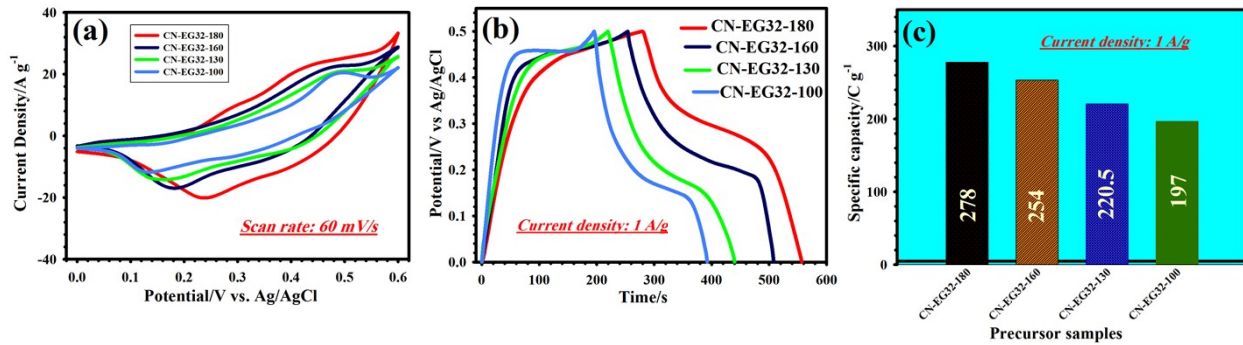 (a)
CN-EG32-180
CN-EG32-160
CN-EG32-130
CN-EG32-100
Scan rate: 60 mV/s
Current Density/A g⁻¹
40
20
0
-20
-40
0.0 0.1 0.2 0.3 0.4 0.5 0.6
Potential/V vs. Ag/AgCl
(b)
CN-EG32-180
CN-EG32-160
CN-EG32-130
CN-EG32-100
Current density: 1 A/g
Potential/V vs Ag/AgCl
0.5
0.4
0.3
0.2
0.1
0.0
0 100 200 300 400 500 600
Time/s
(c)
Current density: 1 A/g
Specific capacity/C g⁻¹
300
200
100
0
278
254
220.5
197
CN-EG32-180
CN-EG32-160
CN-EG32-130
CN-EG32-100
Precursor samples